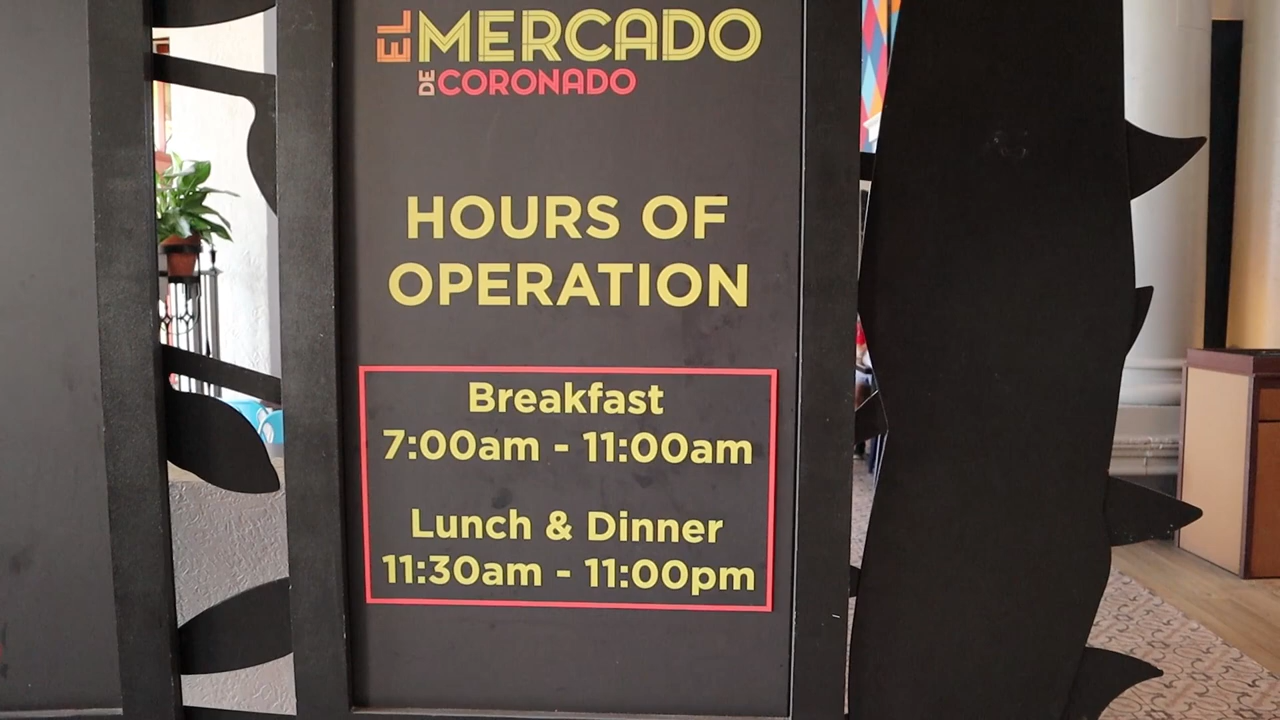 EL MERCADO
DE CORONADO
HOURS OF
OPERATION
Breakfast
7:00am - 11:00am
Lunch & Dinner
11:30am - 11:00pm